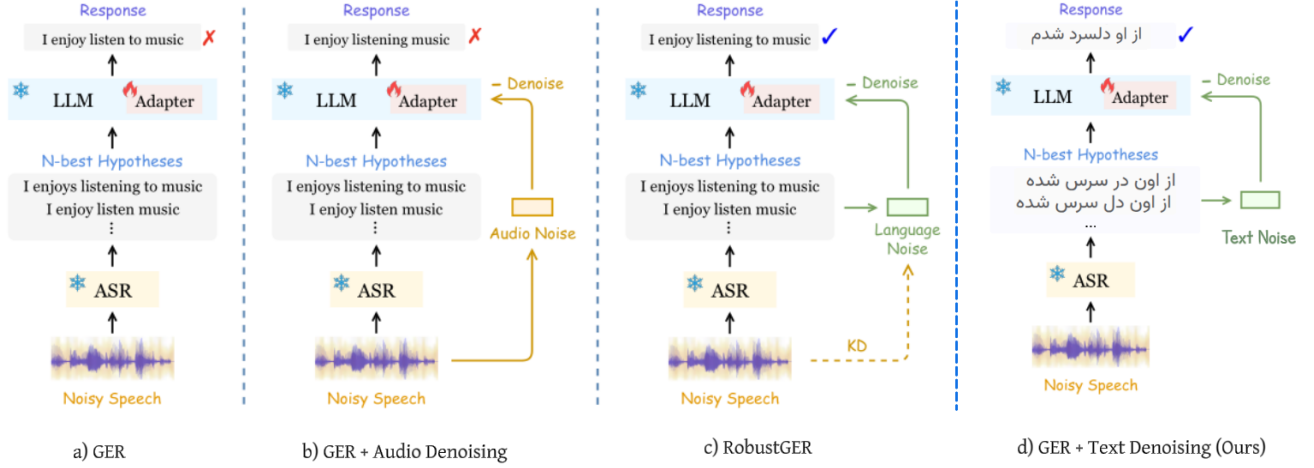 Response
I enjoy listen to music ✗
LLM
Adapter
N-best Hypotheses
I enjoys listening to music
I enjoy listen music
⋮
ASR
Noisy Speech
a) GER
Response
I enjoy listening music ✗
– Denoise
LLM
Adapter
N-best Hypotheses
I enjoys listening to music
I enjoy listen music
⋮
Audio Noise
ASR
Noisy Speech
b) GER + Audio Denoising
Response
I enjoy listening to music ✓
– Denoise
LLM
Adapter
N-best Hypotheses
I enjoys listening to music
I enjoy listen music
⋮
Language
Noise
ASR
KD
Noisy Speech
c) RobustGER
Response
از او دلسرد شدم ✓
– Denoise
LLM
Adapter
N-best Hypotheses
از اون در سرس شده
از اون دل سرس شده
...
Text Noise
ASR
Noisy Speech
d) GER + Text Denoising (Ours)